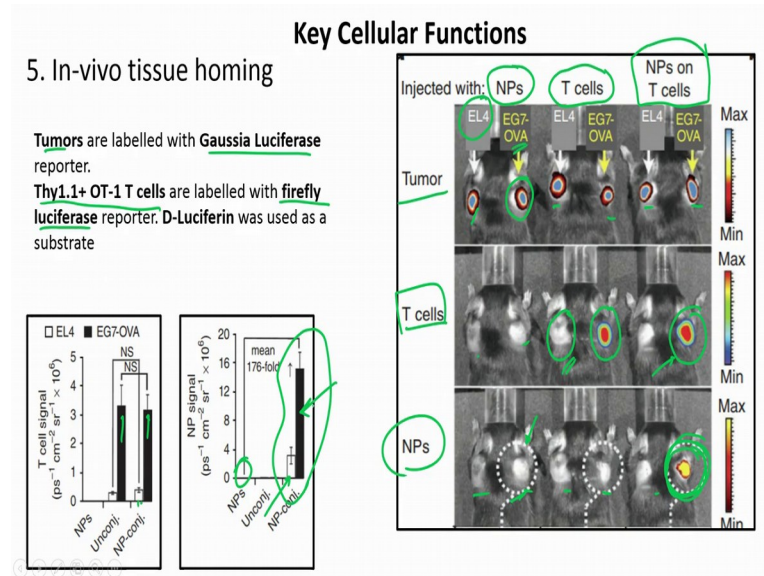 Key Cellular Functions
5. In-vivo tissue homing
Tumors are labelled with Gaussia Luciferase
reporter.
Thy1.1+ OT-1 T cells are labelled with firefly
luciferase reporter. D-Luciferin was used as a
substrate
EL4 EG7-OVA
T cell signal
(ps⁻¹ cm⁻² sr⁻¹ × 10⁶)
5
4
3
2
1
0
NS
NS
NPs
Unconj.
NP-conj.
NP signal
(ps⁻¹ cm⁻² sr⁻¹ × 10⁶)
20
16
12
8
4
0
mean
176-fold
NPs
Unconj.
NP-conj.
Injected with: NPs T cells NPs on
T cells
EL4 EG7-
OVA
EL4 EG7-
OVA
EL4 EG7-
OVA
Tumor
Max
Min
T cells
Max
Min
NPs
Max
Min